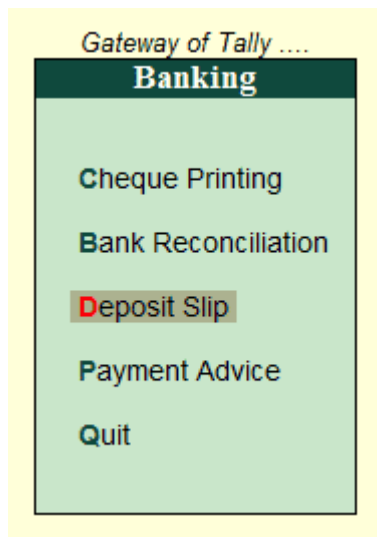 Gateway of Tally ....
Banking
Cheque Printing
Bank Reconciliation
Deposit Slip
Payment Advice
Quit